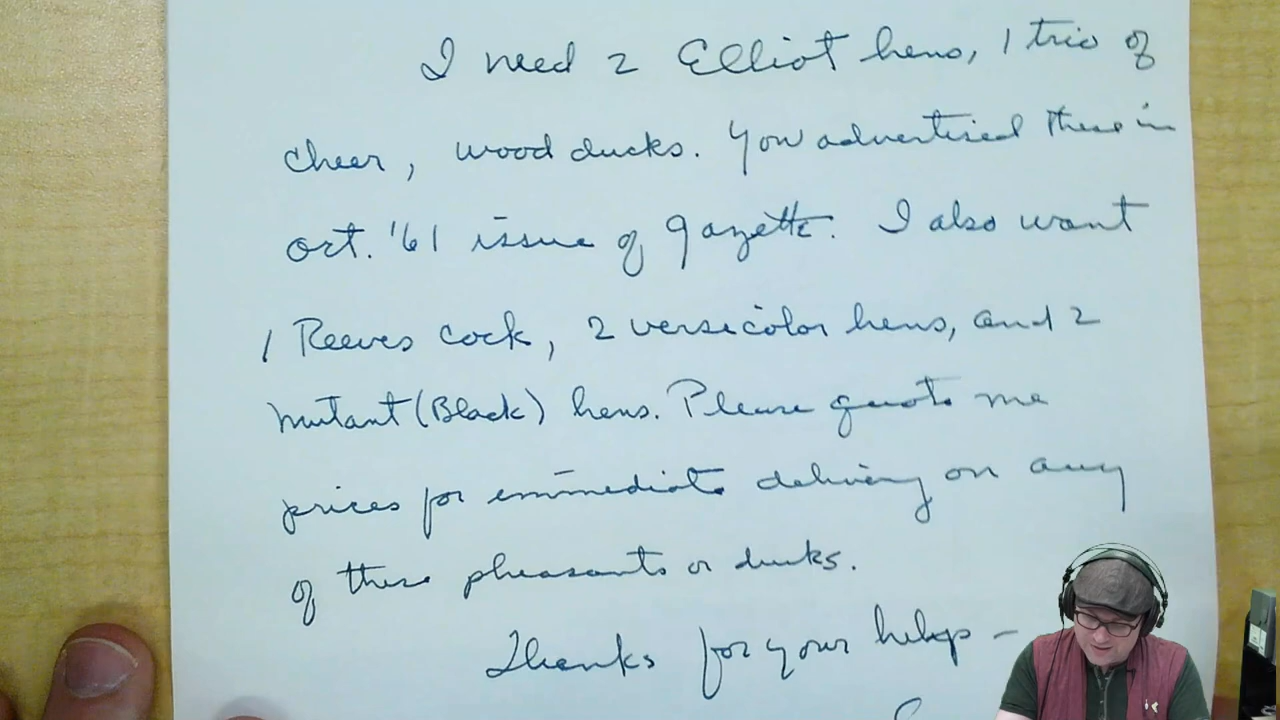 I need 2 Elliot hens, 1 trio of
cheer, wood ducks. You advertised these in
oct. '61 issue of gazette. I also want
1 Reeves cock, 2 versicolor hens, and 2
mutant (Black) hens. Please quote me
prices for immediate delivery on any
of these pheasants or ducks.
Thanks for your help –